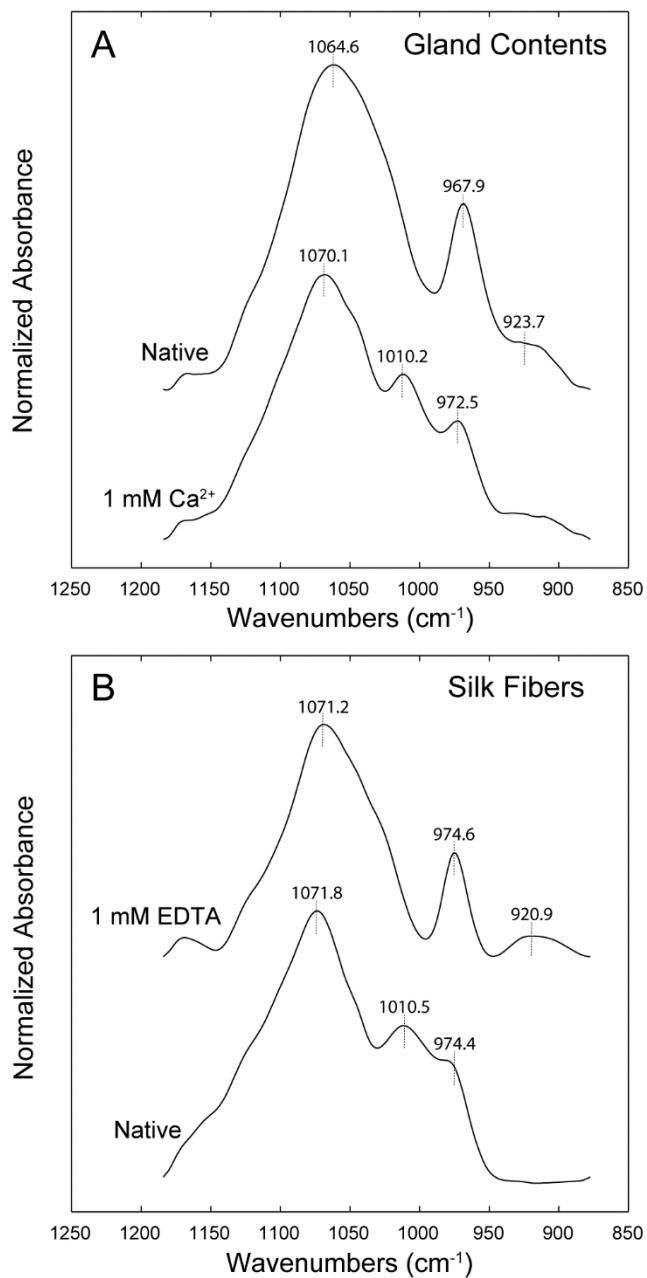 A
Gland Contents
1064.6
967.9
1070.1
923.7
Native
1010.2
972.5
1 mM Ca²⁺
Normalized Absorbance
1250 1200 1150 1100 1050 1000 950 900 850
Wavenumbers (cm⁻¹)
B
Silk Fibers
1071.2
974.6
1 mM EDTA
920.9
1071.8
1010.5
974.4
Native
Normalized Absorbance
1250 1200 1150 1100 1050 1000 950 900 850
Wavenumbers (cm⁻¹)